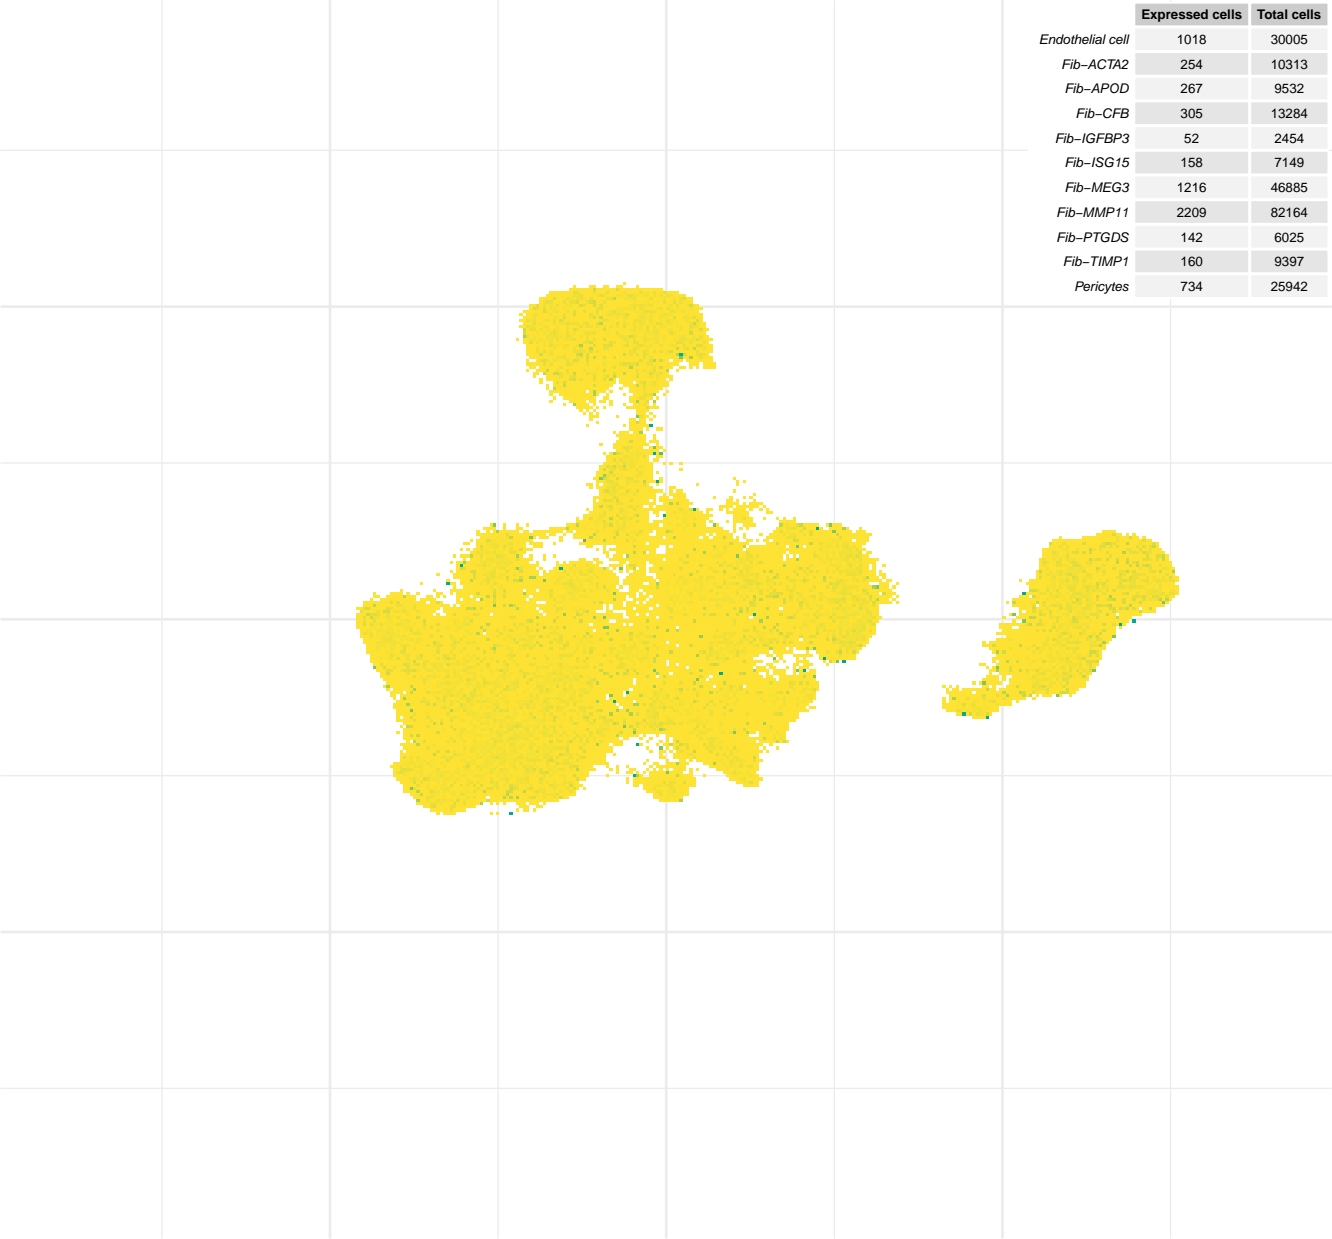 Expressed cells Total cells
Endothelial cell 1018 30005
Fib−ACTA2 254 10313
Fib−APOD 267 9532
Fib−CFB 305 13284
Fib−IGFBP3 52 2454
Fib−ISG15 158 7149
Fib−MEG3 1216 46885
Fib−MMP11 2209 82164
Fib−PTGDS 142 6025
Fib−TIMP1 160 9397
Pericytes 734 25942